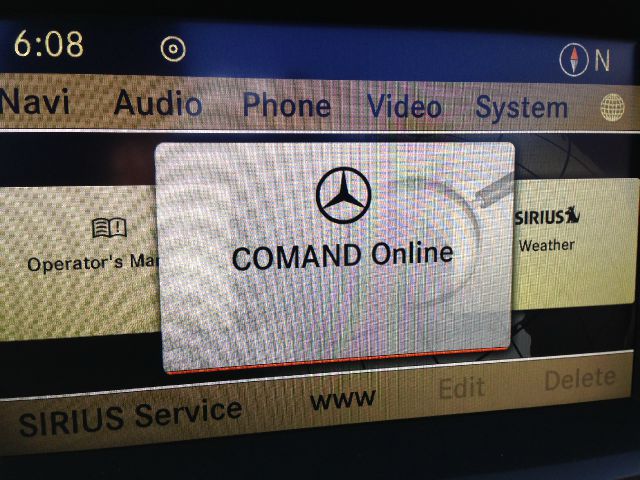 6:08 N
Navi Audio Phone Video System
Operator's Ma
COMAND Online
SIRIUS
Weather
SIRIUS Service www Edit Delete